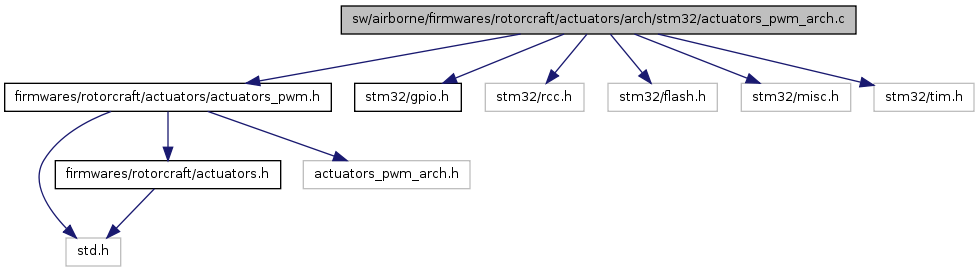 sw/airborne/firmwares/rotorcraft/actuators/arch/stm32/actuators_pwm_arch.c
firmwares/rotorcraft/actuators/actuators_pwm.h
stm32/gpio.h
stm32/rcc.h
stm32/flash.h
stm32/misc.h
stm32/tim.h
firmwares/rotorcraft/actuators.h
actuators_pwm_arch.h
std.h